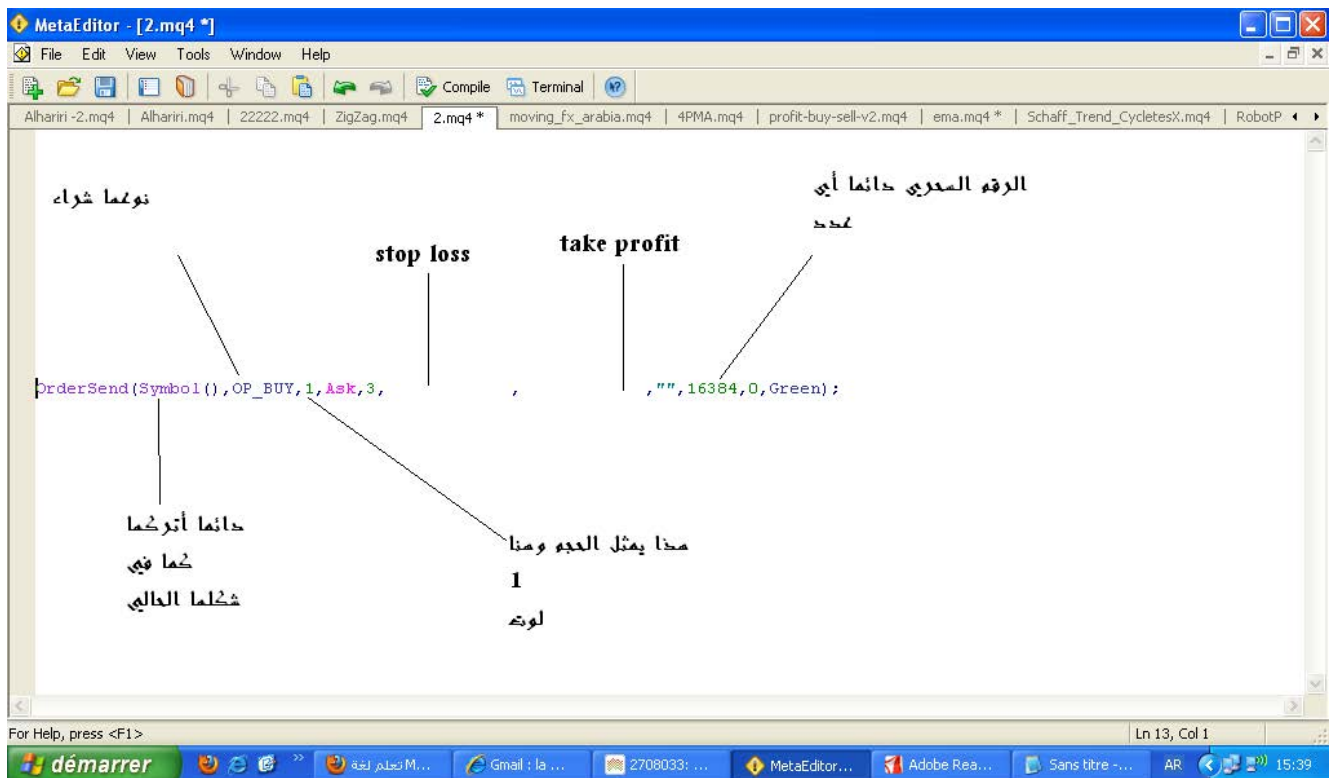 MetaEditor - [2.mq4 *]
File Edit View Tools Window Help
Compile Terminal
Alhariri -2.mq4 | Alhariri.mq4 | 22222.mq4 | ZigZag.mq4 | 2.mq4 * | moving_fx_arabia.mq4 | 4PMA.mq4 | profit-buy-sell-v2.mq4 | ema.mq4 * | Schaff_Trend_CycletesX.mq4 | RobotP
الرقم السحري دائما أي
عدد
نوعها شراء
stop loss
take profit
OrderSend(Symbol(),OP_BUY,1,Ask,3, , ,"",16384,0,Green);
دائما أتركها
كما في
شكلها الحالي
هذا يمثل الحجم وهنا
1
لوت
For Help, press <F1>
Ln 13, Col 1
démarrer
تعلم لغة M...
Gmail : la ...
2708033: ...
MetaEditor...
Adobe Rea...
Sans titre -...
AR
15:39